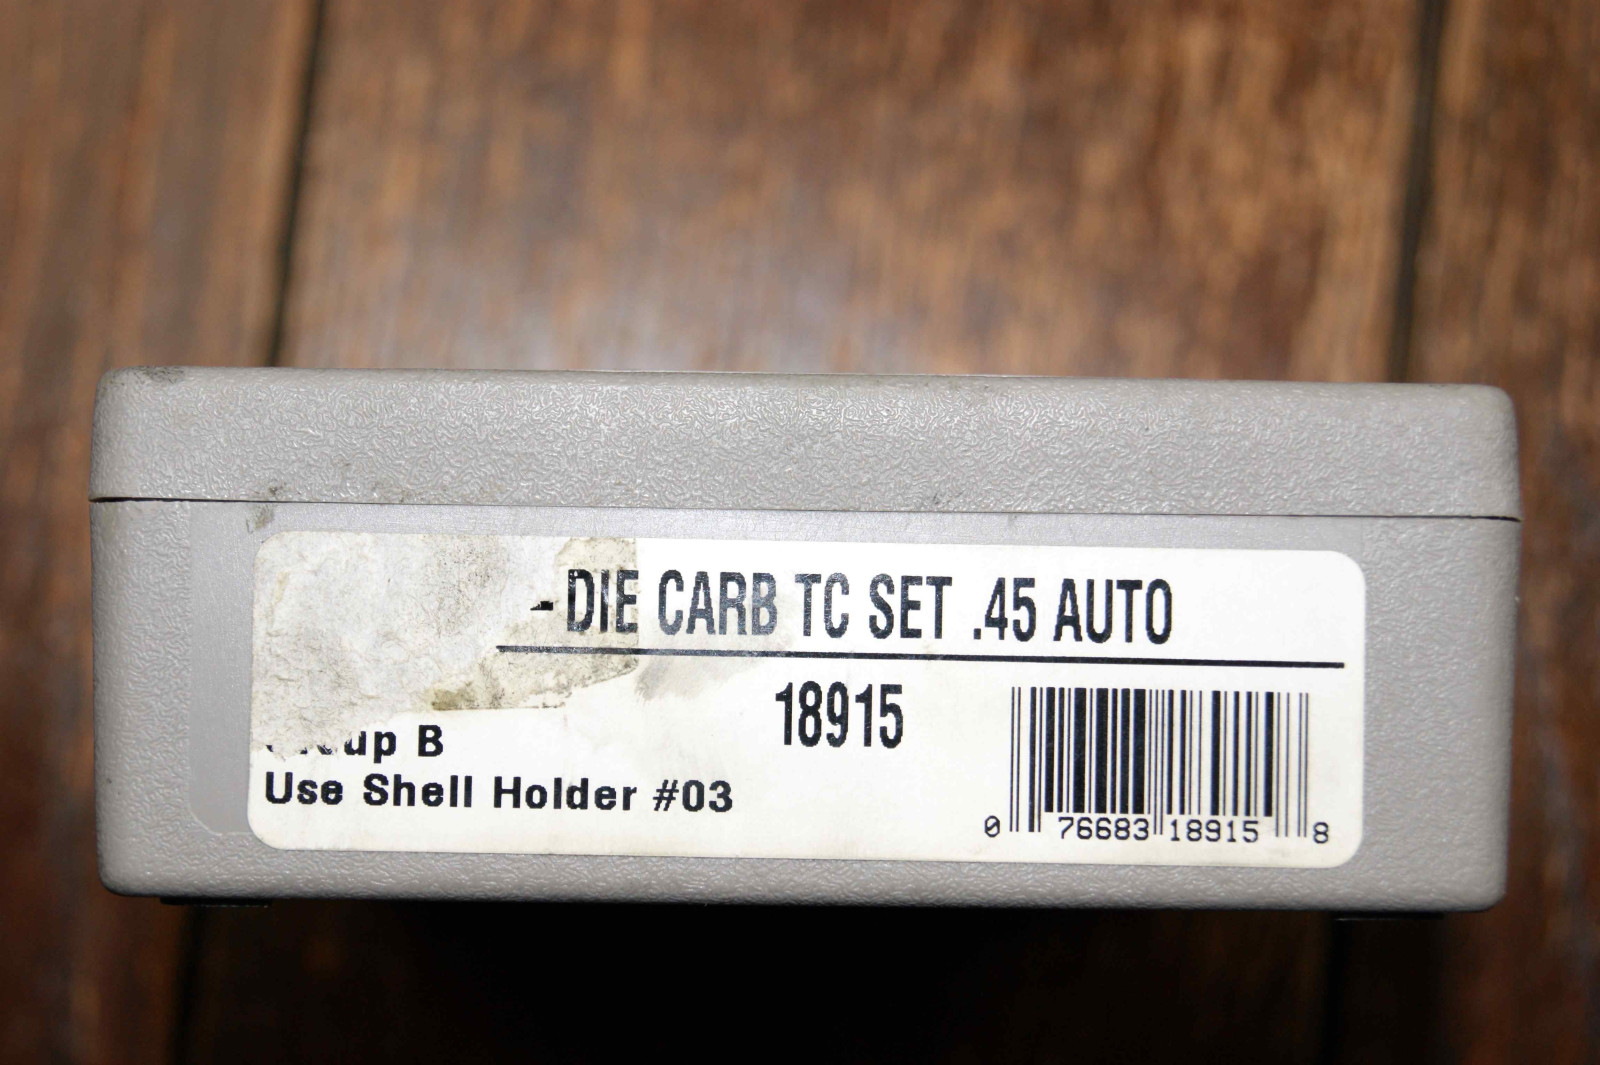 - DIE CARB TC SET .45 AUTO
18915
B
Use Shell Holder #03
0 76683 18915 8